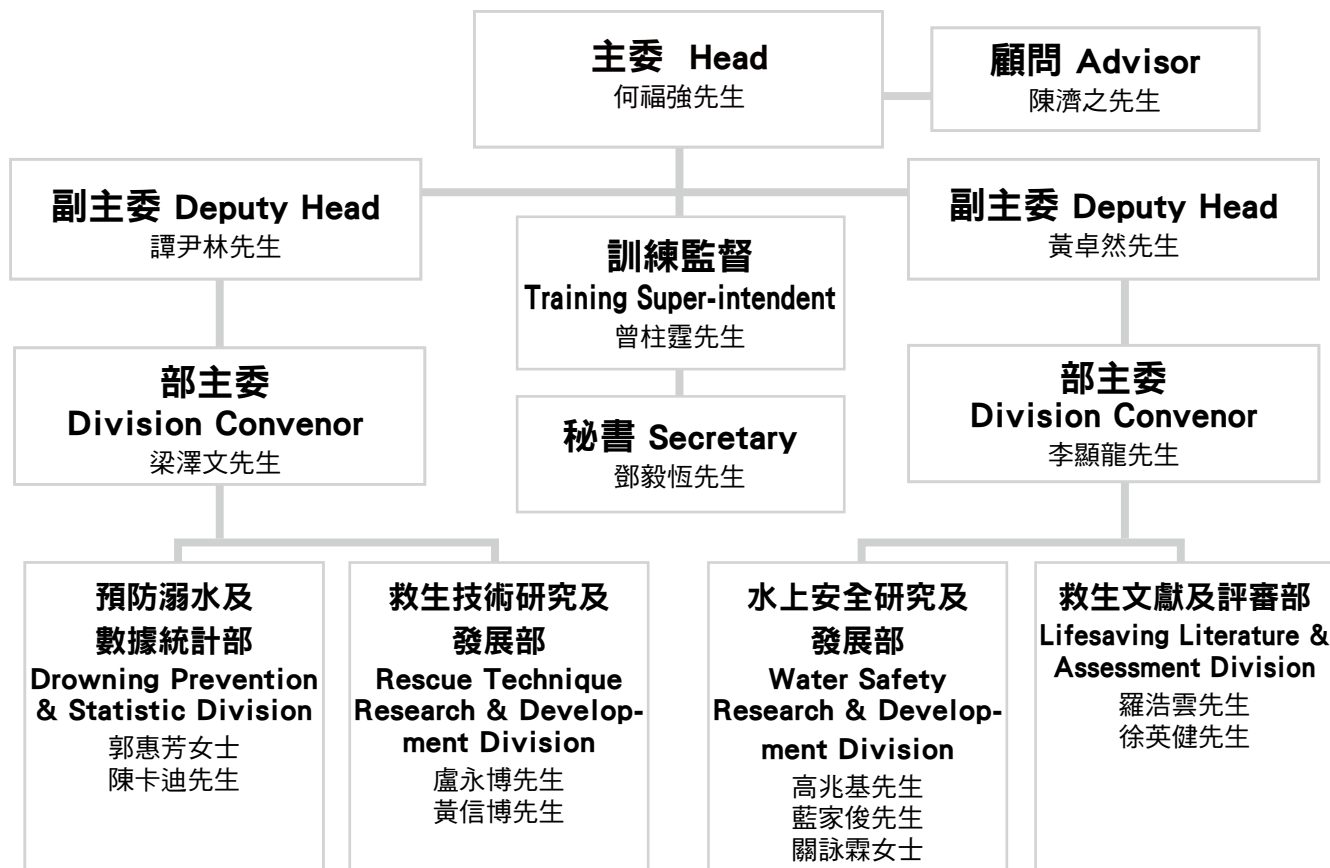 主委 Head
何福強先生
顧問 Advisor
陳濟之先生
副主委 Deputy Head
譚尹林先生
訓練監督
Training Super-intendent
曾柱霆先生
副主委 Deputy Head
黃卓然先生
部主委
Division Convenor
梁澤文先生
秘書 Secretary
鄧毅恆先生
部主委
Division Convenor
李顯龍先生
預防溺水及
數據統計部
Drowning Prevention
& Statistic Division
郭惠芳女士
陳卡迪先生
救生技術研究及
發展部
Rescue Technique
Research & Develop-
ment Division
盧永博先生
黃信博先生
水上安全研究及
發展部
Water Safety
Research & Develop-
ment Division
高兆基先生
藍家俊先生
關詠霖女士
救生文獻及評審部
Lifesaving Literature &
Assessment Division
羅浩雲先生
徐英健先生